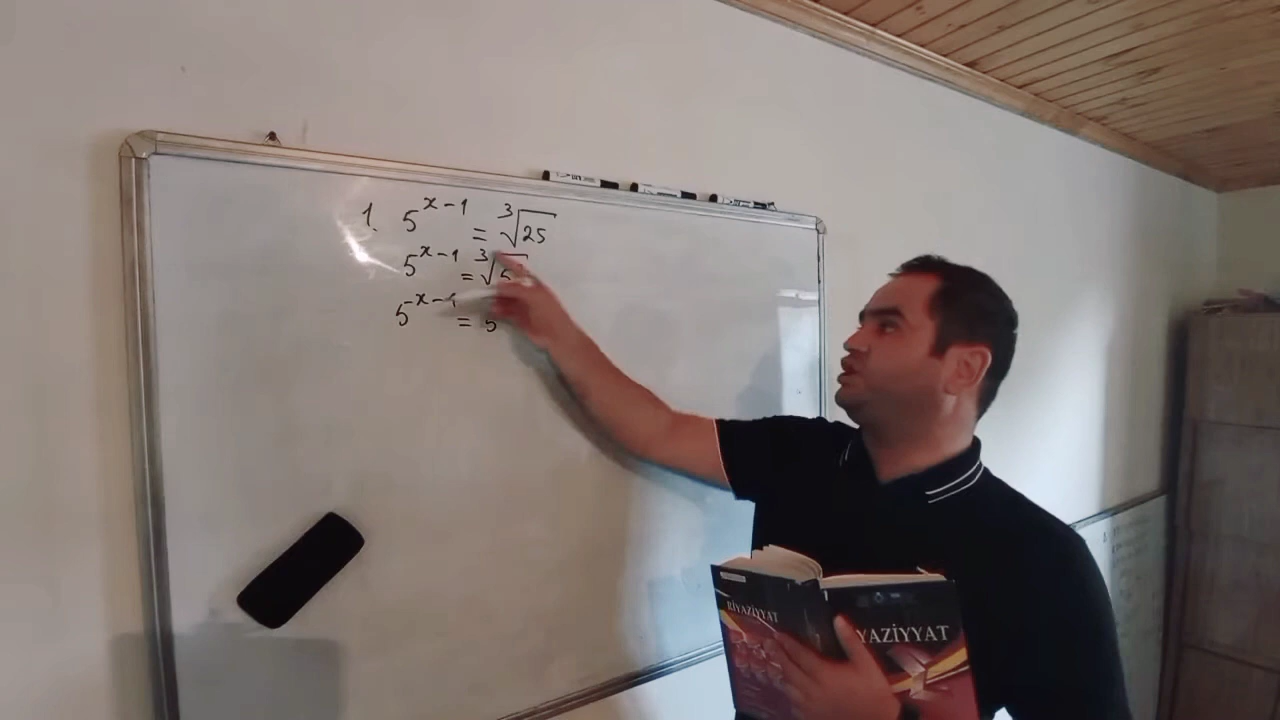 1. 5^{x-1} = ∛25
5^{x-1} = ∛5
5^{x-1} = 5
RİYAZİYYAT
YAZİYYAT